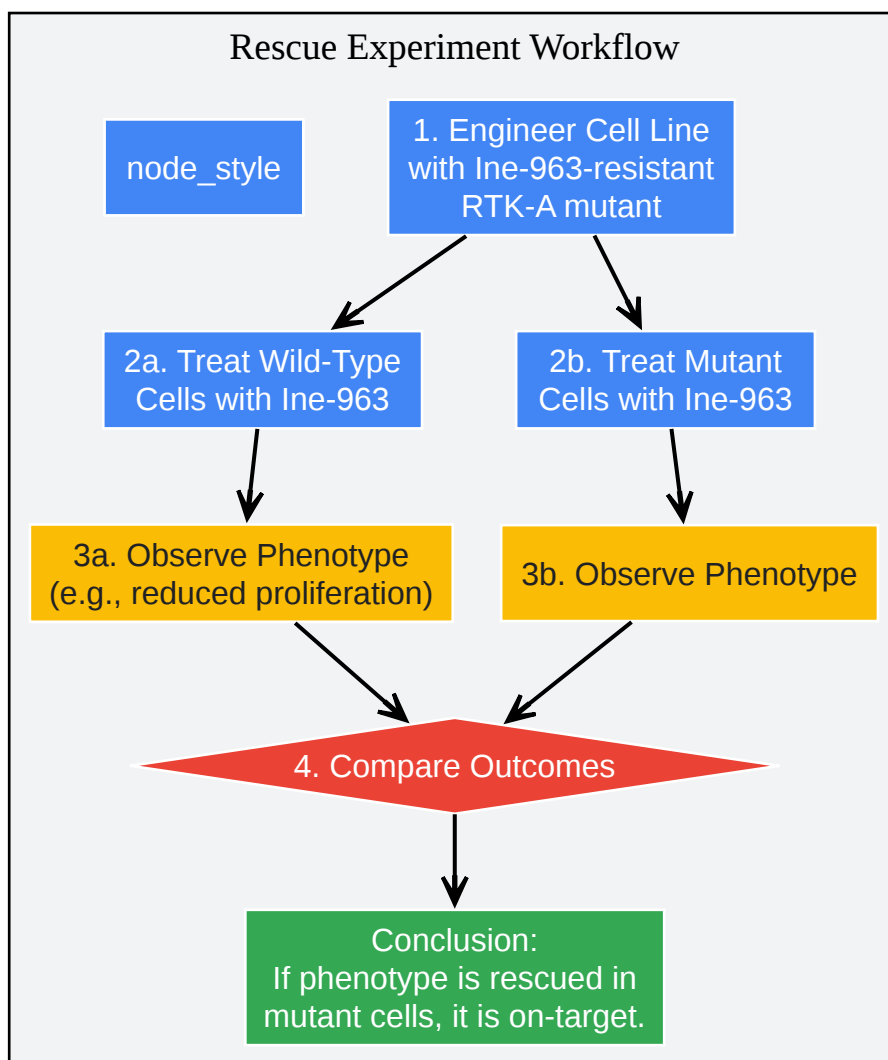 Rescue Experiment Workflow
node_style
1. Engineer Cell Line
with Ine-963-resistant
RTK-A mutant
2a. Treat Wild-Type
Cells with Ine-963
2b. Treat Mutant
Cells with Ine-963
3a. Observe Phenotype
(e.g., reduced proliferation)
3b. Observe Phenotype
4. Compare Outcomes
Conclusion:
If phenotype is rescued in
mutant cells, it is on-target.